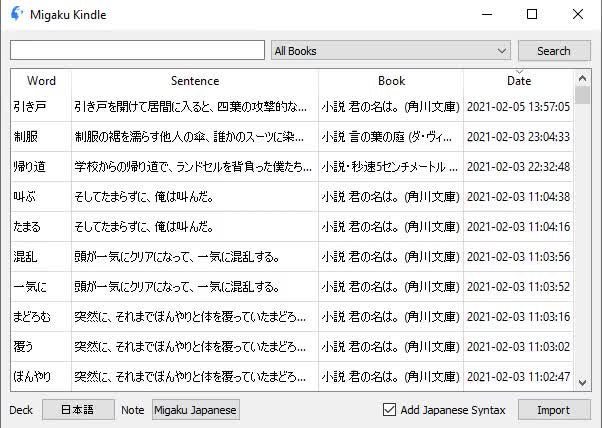 Migaku Kindle
All Books Search
Word Sentence Book Date
引き戸 引き戸を開けて居間に入ると、四葉の攻撃的な... 小説 君の名は。 (角川文庫) 2021-02-05 13:57:05
制服 制服の裾を濡らす他人の傘、誰かのスーツに染... 小説 言の葉の庭 (ダ・ヴィ... 2021-02-03 23:04:33
帰り道 学校からの帰り道で、ランドセルを背負った僕たち... 小説・秒速5センチメートル ... 2021-02-03 22:32:48
叫ぶ そしてたまらずに、俺は叫んだ。 小説 君の名は。 (角川文庫) 2021-02-03 11:04:38
たまる そしてたまらずに、俺は叫んだ。 小説 君の名は。 (角川文庫) 2021-02-03 11:04:16
混乱 頭が一気にクリアになって、一気に混乱する。 小説 君の名は。 (角川文庫) 2021-02-03 11:03:56
一気に 頭が一気にクリアになって、一気に混乱する。 小説 君の名は。 (角川文庫) 2021-02-03 11:03:52
まどろむ 突然に、それまでぼんやりと体を覆っていたまどろ... 小説 君の名は。 (角川文庫) 2021-02-03 11:03:16
覆う 突然に、それまでぼんやりと体を覆っていたまどろ... 小説 君の名は。 (角川文庫) 2021-02-03 11:03:02
ぼんやり 突然に、それまでぼんやりと体を覆っていたまどろ... 小説 君の名は。 (角川文庫) 2021-02-03 11:02:47
Deck 日本語 Note Migaku Japanese Add Japanese Syntax Import